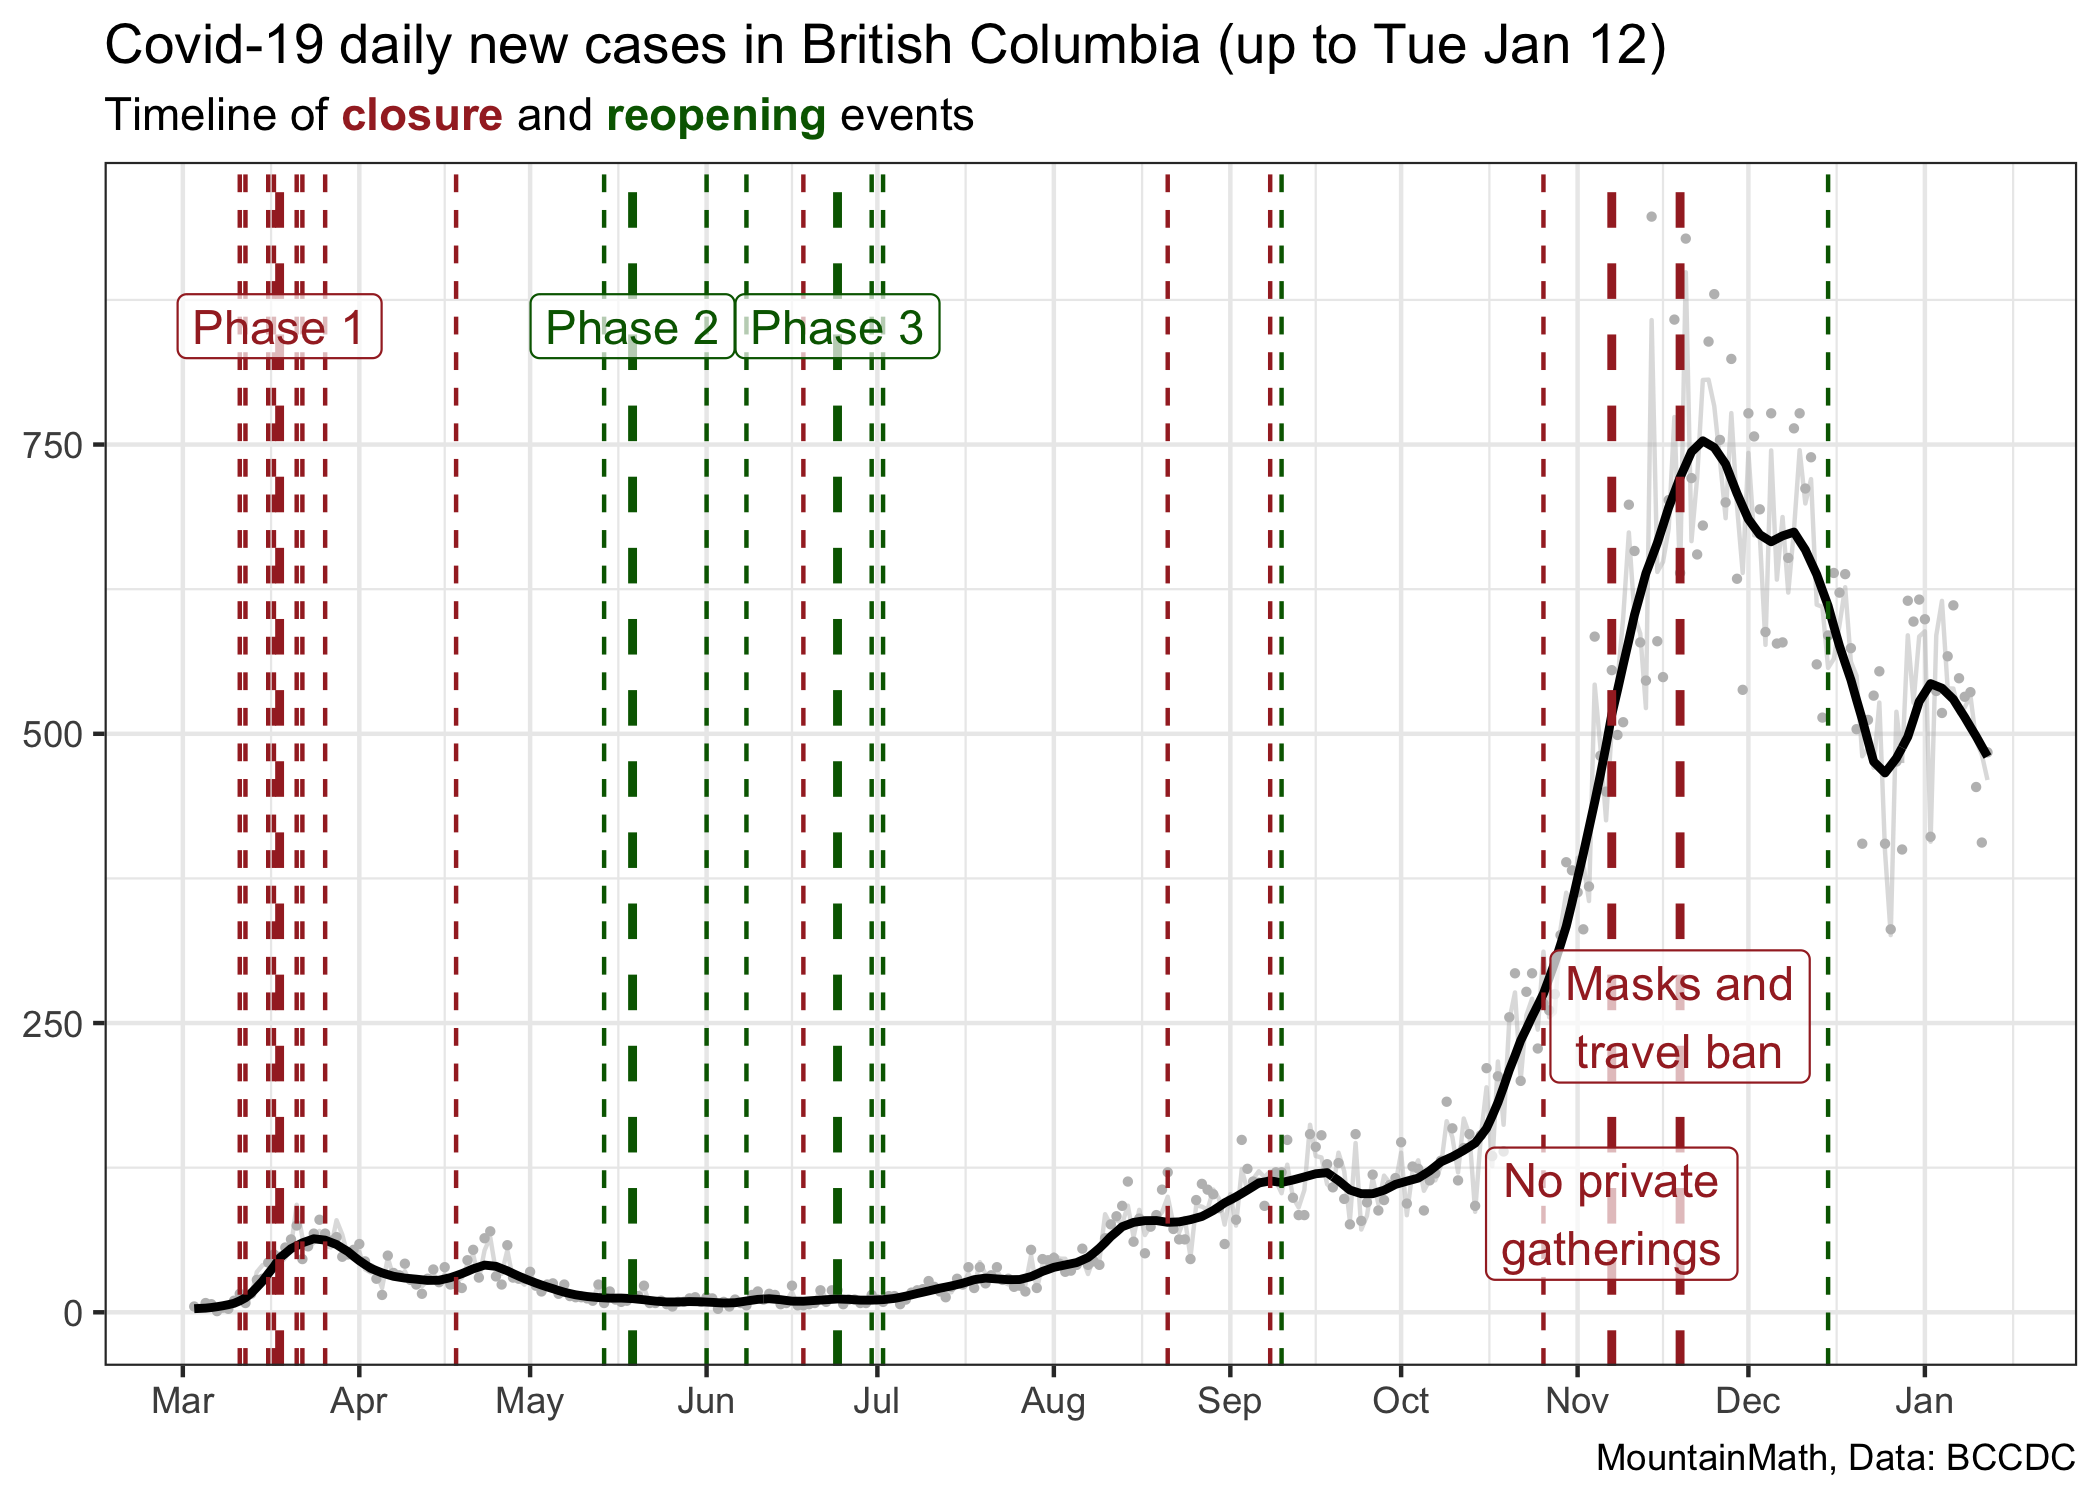 Covid-19 daily new cases in British Columbia (up to Tue Jan 12)
Timeline of closure and reopening events
Phase 1
Phase 2
Phase 3
750
500
250
0
Masks and
travel ban
No private
gatherings
Mar
Apr
May
Jun
Jul
Aug
Sep
Oct
Nov
Dec
Jan
MountainMath, Data: BCCDC